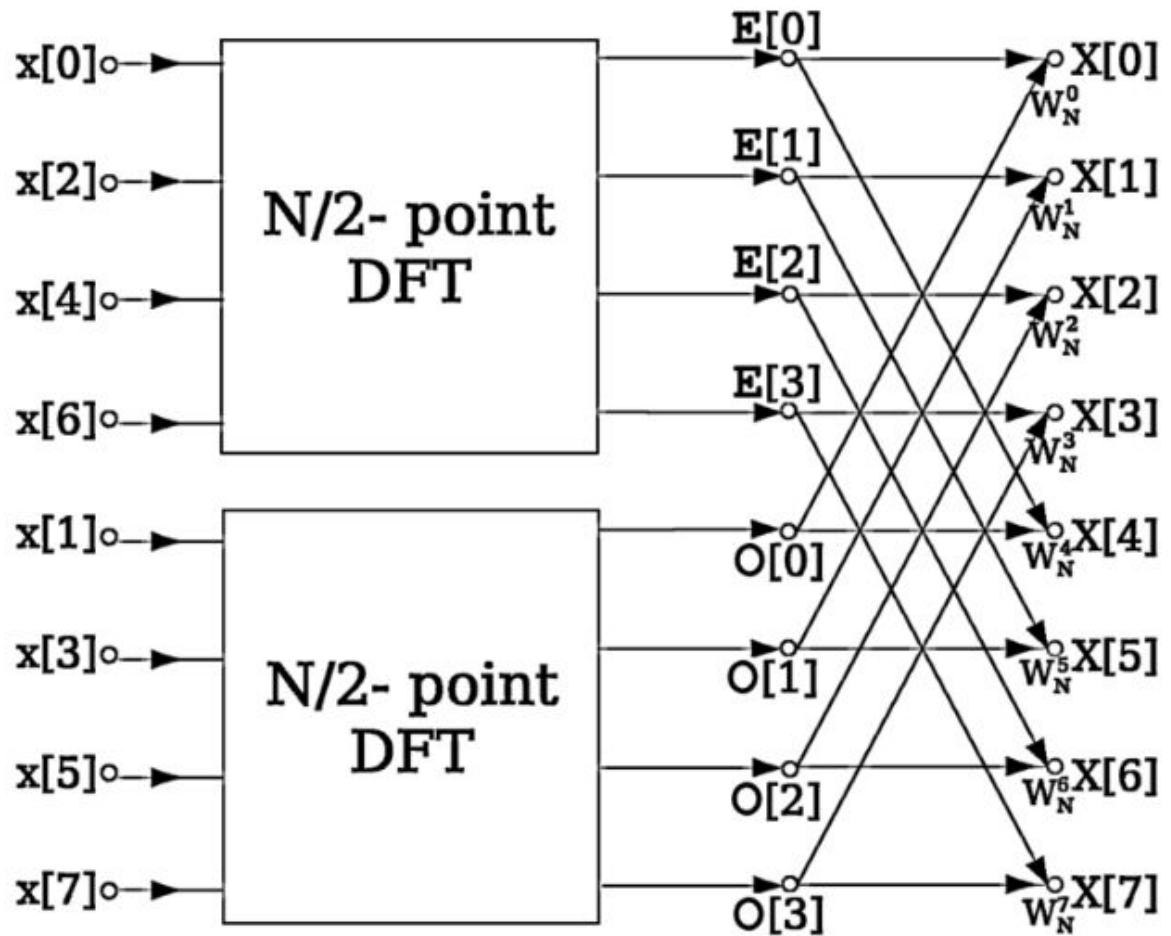 x[0]
x[2]
x[4]
x[6]
x[1]
x[3]
x[5]
x[7]
N/2- point
DFT
N/2- point
DFT
E[0]
E[1]
E[2]
E[3]
O[0]
O[1]
O[2]
O[3]
X[0]
W_N^0
X[1]
W_N^1
X[2]
W_N^2
X[3]
W_N^3
X[4]
W_N^4
X[5]
W_N^5
X[6]
W_N^6
X[7]
W_N^7